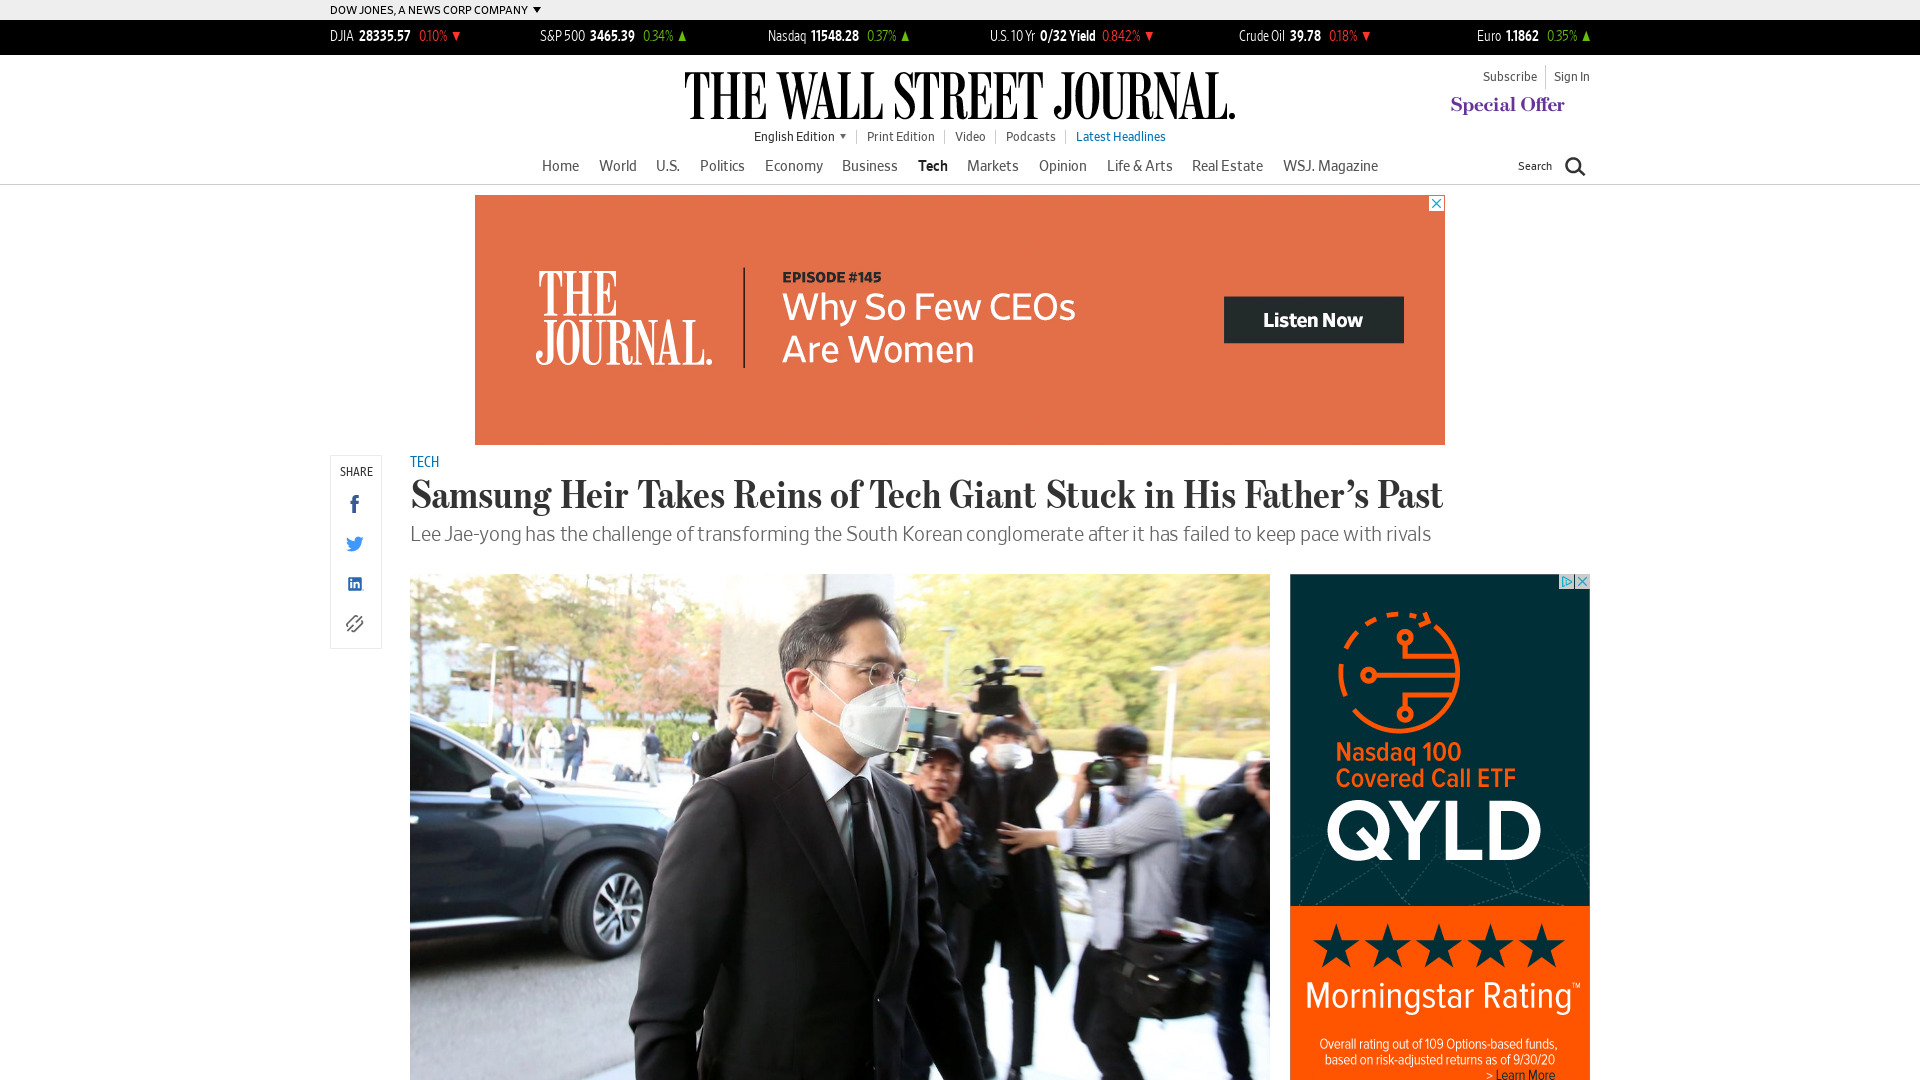 DOW JONES, A NEWS CORP COMPANY ▼
DJIA 28335.57 0.10% ▼ S&P 500 3465.39 0.34% ▲ Nasdaq 11548.28 0.37% ▲ U.S. 10 Yr 0/32 Yield 0.842% ▼ Crude Oil 39.78 0.18% ▼ Euro 1.1862 0.35% ▲
THE WALL STREET JOURNAL.
Subscribe Sign In
Special Offer
English Edition ▼ Print Edition Video Podcasts Latest Headlines
Home World U.S. Politics Economy Business Tech Markets Opinion Life & Arts Real Estate WSJ. Magazine Search
THE
JOURNAL.
EPISODE #145
Why So Few CEOs
Are Women
Listen Now
SHARE
TECH
Samsung Heir Takes Reins of Tech Giant Stuck in His Father’s Past
Lee Jae-yong has the challenge of transforming the South Korean conglomerate after it has failed to keep pace with rivals
Nasdaq 100
Covered Call ETF
QYLD
Morningstar Rating™
Overall rating out of 109 Options-based funds,
based on risk-adjusted returns as of 9/30/20
> Learn More